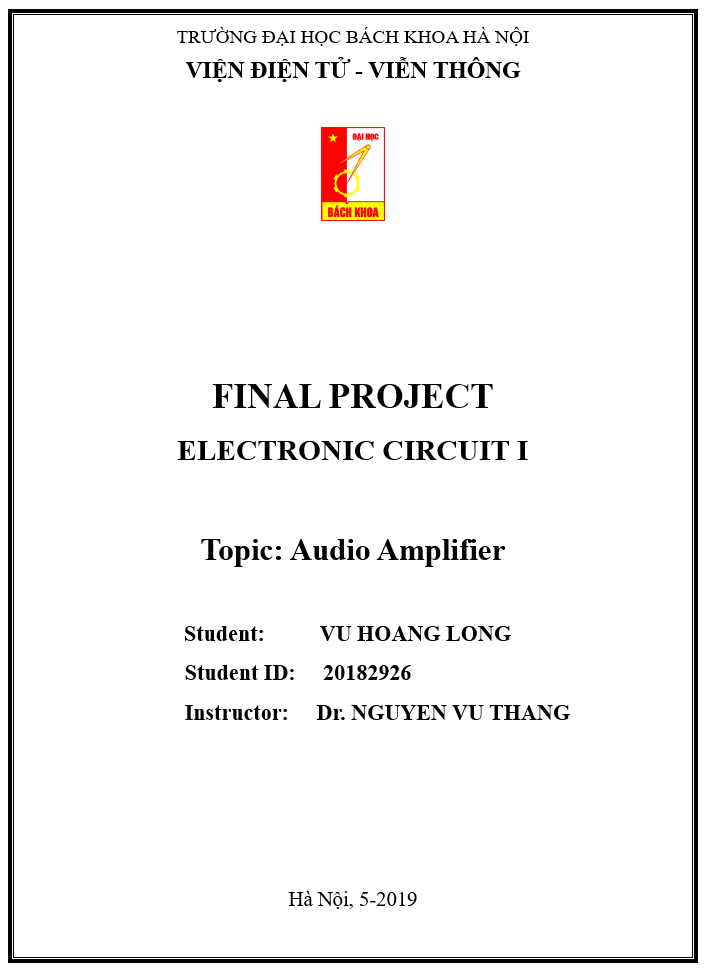 TRƯỜNG ĐẠI HỌC BÁCH KHOA HÀ NỘI
VIỆN ĐIỆN TỬ - VIỄN THÔNG
ĐẠI HỌC
BÁCH KHOA
FINAL PROJECT
ELECTRONIC CIRCUIT I
Topic: Audio Amplifier
Student: VU HOANG LONG
Student ID: 20182926
Instructor: Dr. NGUYEN VU THANG
Hà Nội, 5-2019